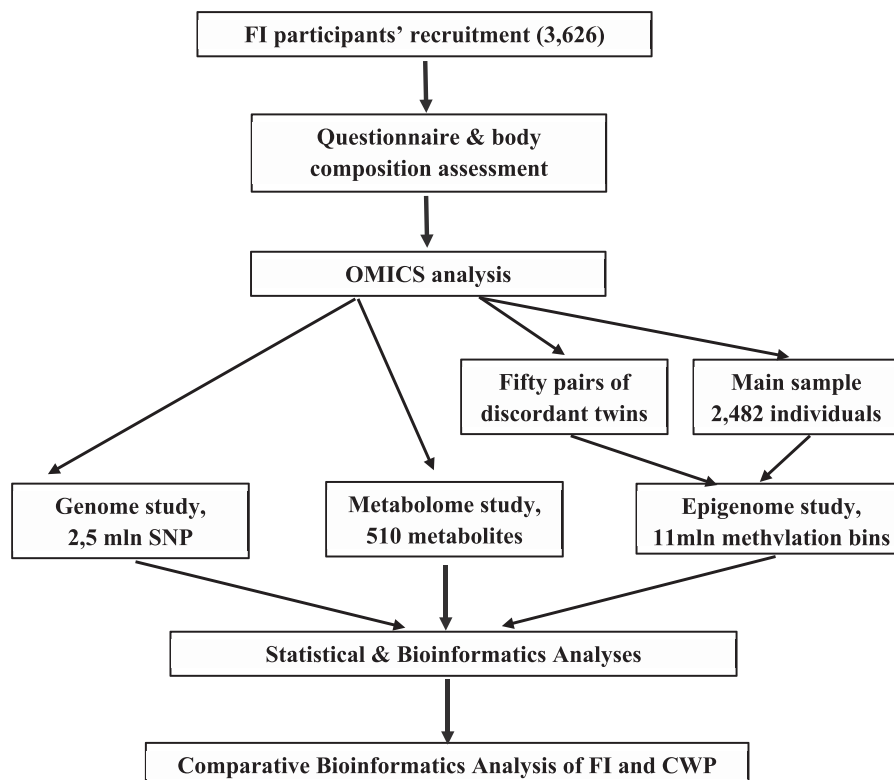 FI participants’ recruitment (3,626)
Questionnaire & body
composition assessment
OMICS analysis
Fifty pairs of
discordant twins
Main sample
2,482 individuals
Genome study,
2,5 mln SNP
Metabolome study,
510 metabolites
Epigenome study,
11mln methylation bins
Statistical & Bioinformatics Analyses
Comparative Bioinformatics Analysis of FI and CWP